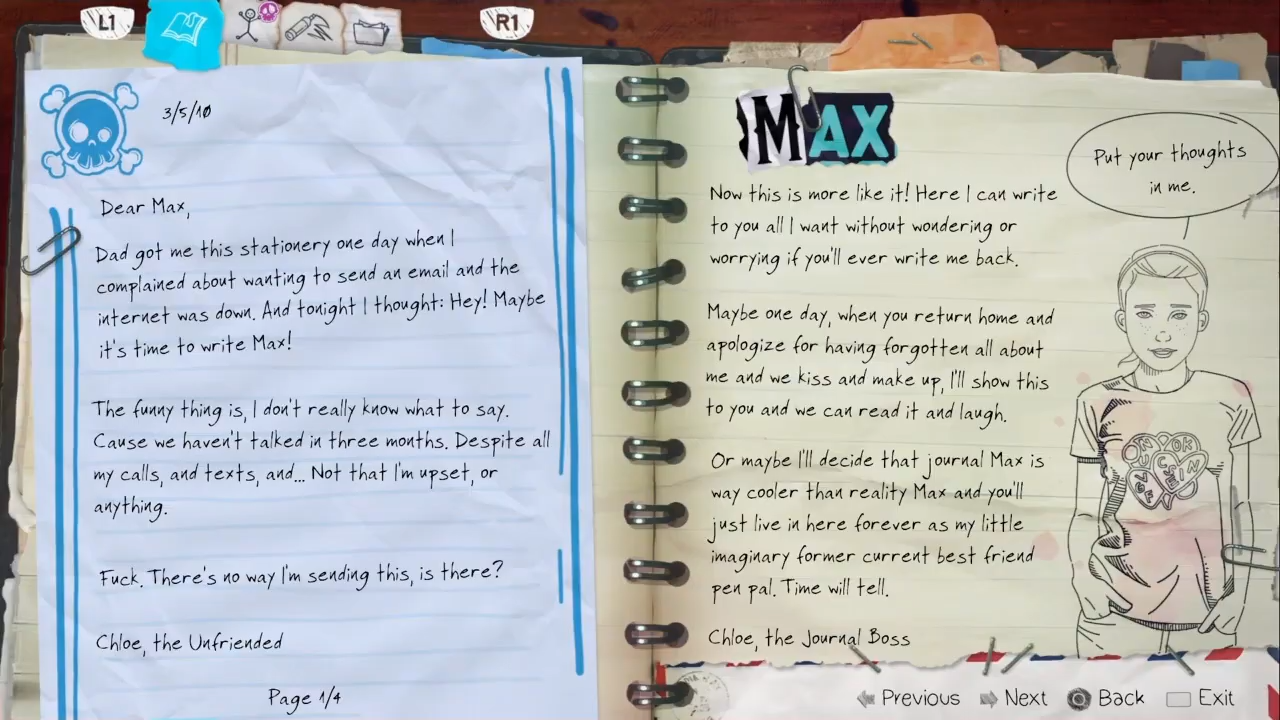 L1
R1
3/5/10
Dear Max,
Dad got me this stationery one day when I
complained about wanting to send an email and the
internet was down. And tonight I thought: Hey! Maybe
it's time to write Max!
The funny thing is, I don't really know what to say.
Cause we haven't talked in three months. Despite all
my calls, and texts, and... Not that I'm upset, or
anything.
Fuck. There's no way I'm sending this, is there?
Chloe, the Unfriended
Page 1/4
MAX
Now this is more like it! Here I can write
to you all I want without wondering or
worrying if you'll ever write me back.
Maybe one day, when you return home and
apologize for having forgotten all about
me and we kiss and make up, I'll show this
to you and we can read it and laugh.
Or maybe I'll decide that journal Max is
way cooler than reality Max and you'll
just live in here forever as my little
imaginary former current best friend
pen pal. Time will tell.
Chloe, the Journal Boss
Put your thoughts
in me.
Previous
Next
Back
Exit